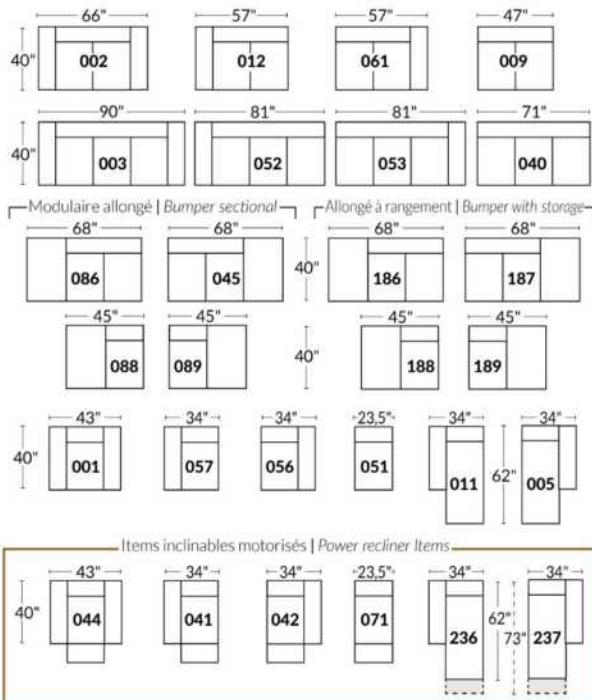 66" 57" 57" 47"
40" 002 012 061 009
90" 81" 81" 71"
40" 003 052 053 040
Modulaire allongé | Bumper sectional Allongé à rangement | Bumper with storage
68" 68" 68" 68"
086 045 40" 186 187
45" 45" 45" 45"
088 089 40" 188 189
43" 34" 34" 23,5" 34" 34"
40" 001 057 056 051 011 62" 005
Items inclinables motorisés | Power recliner Items
43" 34" 34" 23,5" 34" 34"
40" 044 041 042 071 236 62" 73" 237